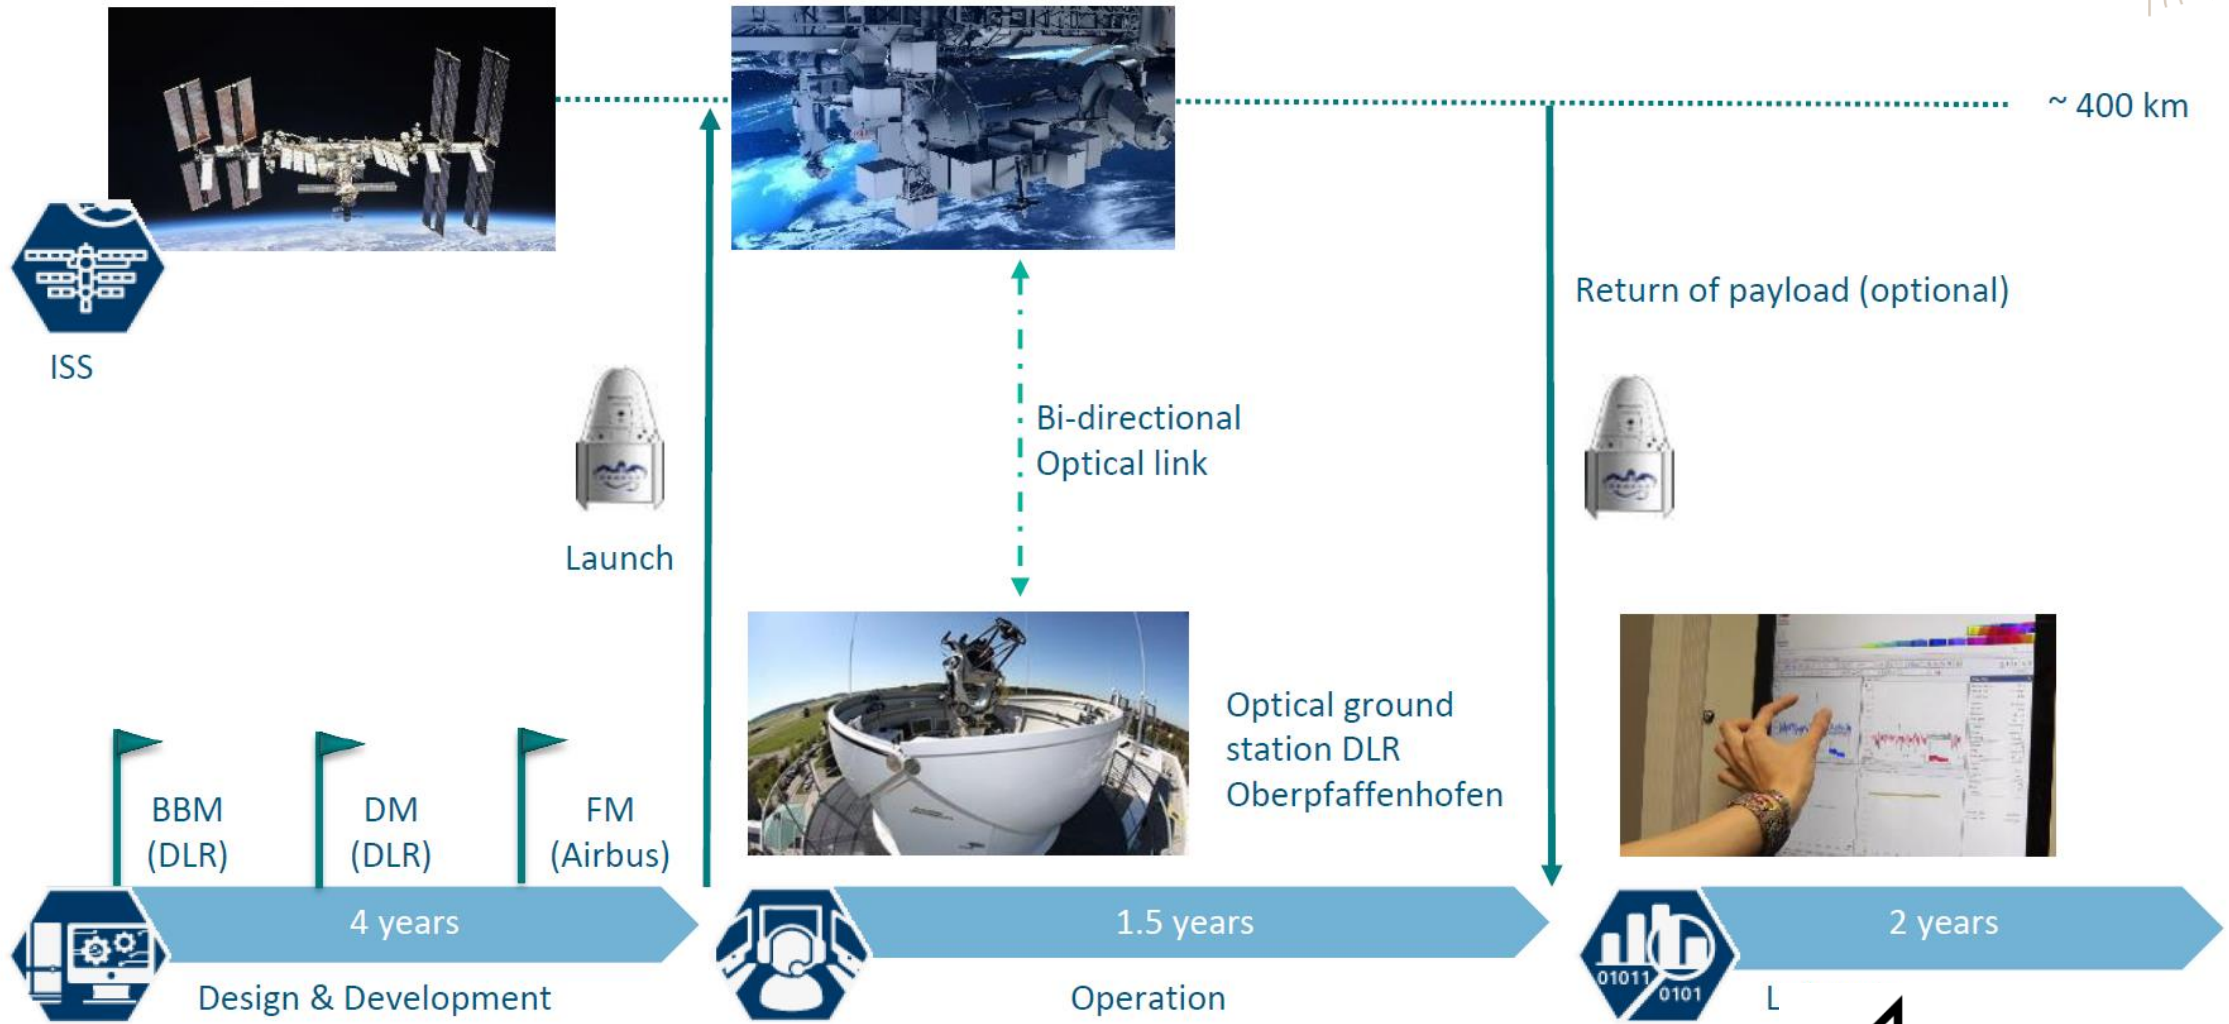 ~ 400 km
ISS
Return of payload (optional)
Bi-directional
Optical link
Launch
Optical ground
station DLR
Oberpfaffenhofen
BBM
(DLR)
DM
(DLR)
FM
(Airbus)
4 years
1.5 years
2 years
01011
0101
Design & Development
Operation